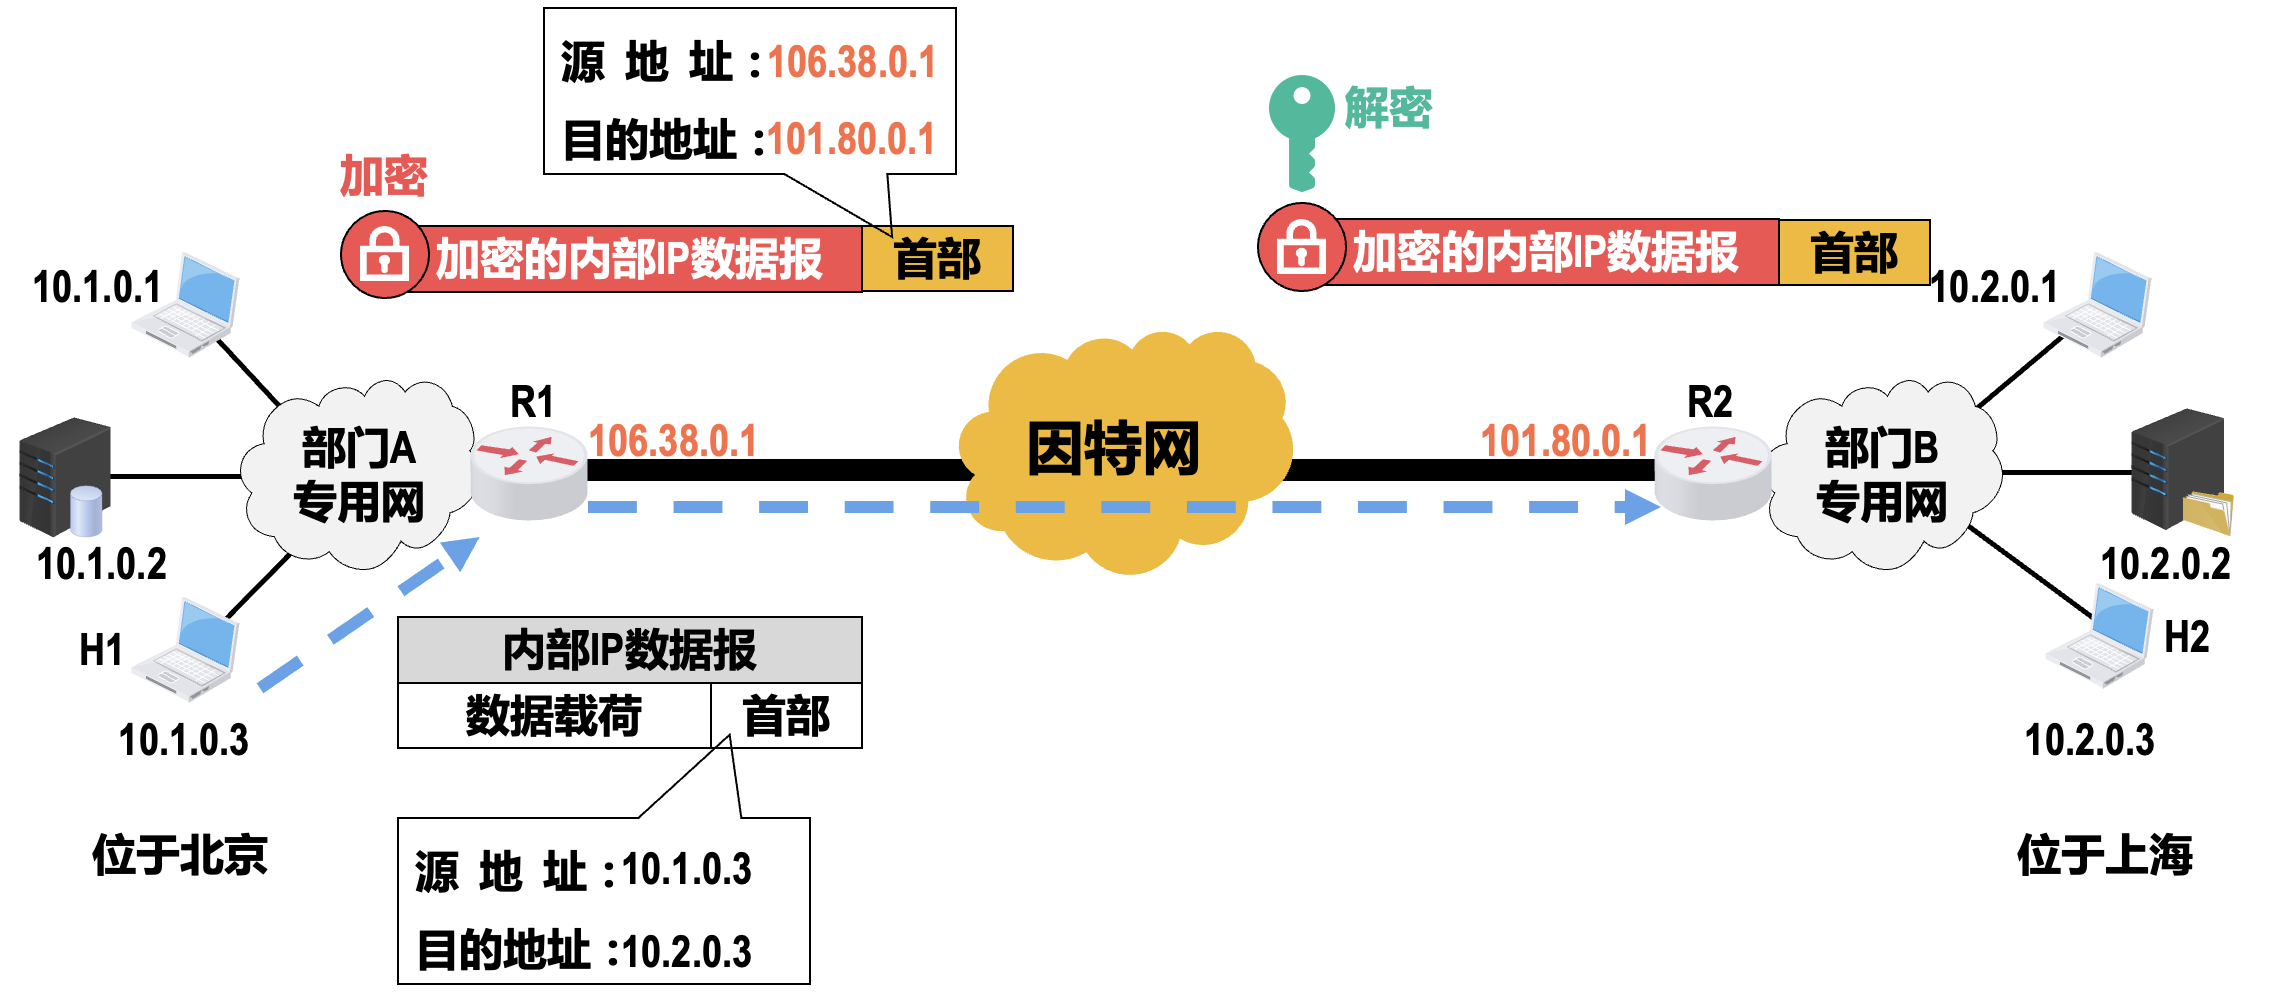 源 地 址 :106.38.0.1
目的地址 :101.80.0.1
加密
解密
加密的内部IP数据报 首部
加密的内部IP数据报 首部
10.1.0.1
10.2.0.1
R1
R2
106.38.0.1
101.80.0.1
部门A
专用网
因特网
部门B
专用网
10.1.0.2
10.2.0.2
H1
H2
10.1.0.3
10.2.0.3
内部IP数据报
数据载荷 首部
源 地 址 :10.1.0.3
目的地址 :10.2.0.3
位于北京
位于上海